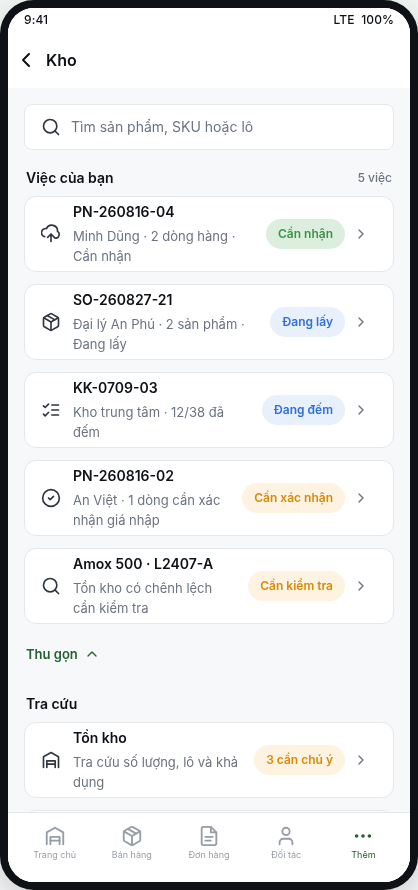 9:41
LTE 100%
Kho
Tìm sản phẩm, SKU hoặc lô
Việc của bạn
5 việc
PN-260816-04
Minh Dũng · 2 dòng hàng ·
Cần nhận
Cần nhận
SO-260827-21
Đại lý An Phú · 2 sản phẩm ·
Đang lấy
Đang lấy
KK-0709-03
Kho trung tâm · 12/38 đã
đếm
Đang đếm
PN-260816-02
An Việt · 1 dòng cần xác
nhận giá nhập
Cần xác nhận
Amox 500 · L2407-A
Tồn kho có chênh lệch
cần kiểm tra
Cần kiểm tra
Thu gọn
Tra cứu
Tồn kho
Tra cứu số lượng, lô và khả
dụng
3 cần chú ý
Trang chủ
Bán hàng
Đơn hàng
Đối tác
Thêm